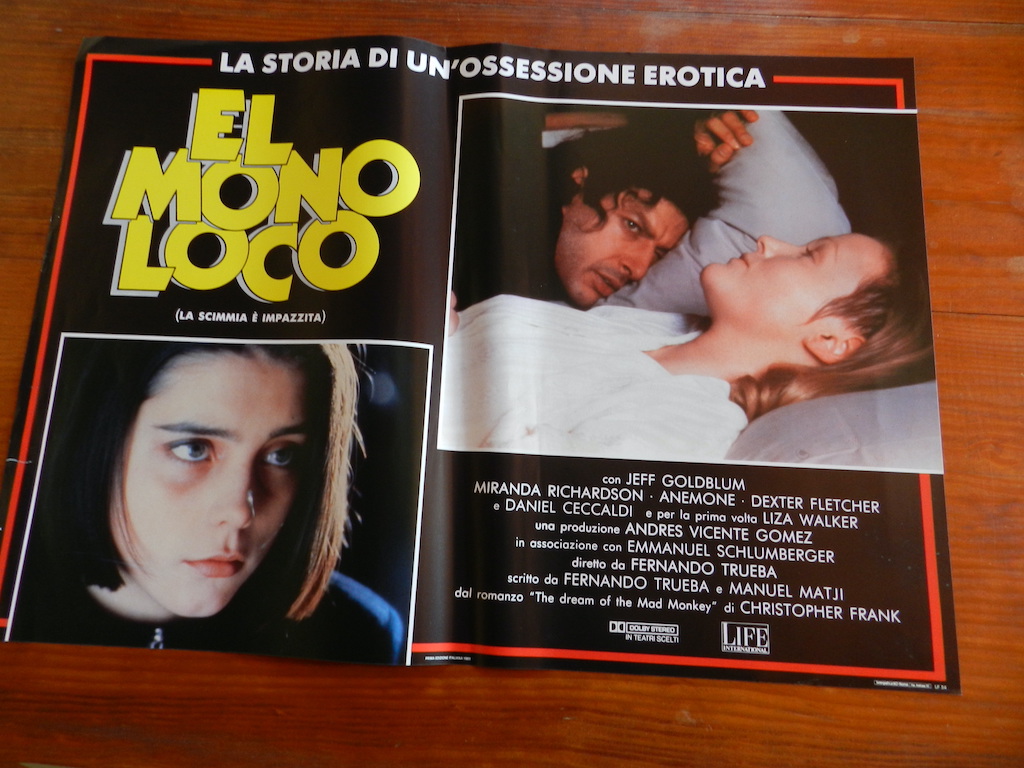 LA STORIA DI UN'OSSESSIONE EROTICA
EL
MONO
LOCO
(LA SCIMMIA È IMPAZZITA)
con JEFF GOLDBLUM
MIRANDA RICHARDSON · ANEMONE · DEXTER FLETCHER
e DANIEL CECCALDI e per la prima volta LIZA WALKER
una produzione ANDRES VICENTE GOMEZ
in associazione con EMMANUEL SCHLUMBERGER
diretto da FERNANDO TRUEBA
scritto da FERNANDO TRUEBA e MANUEL MATJI
dal romanzo "The dream of the Mad Monkey" di CHRISTOPHER FRANK
DOLBY STEREO
IN TEATRI SCELTI
LIFE
INTERNATIONAL